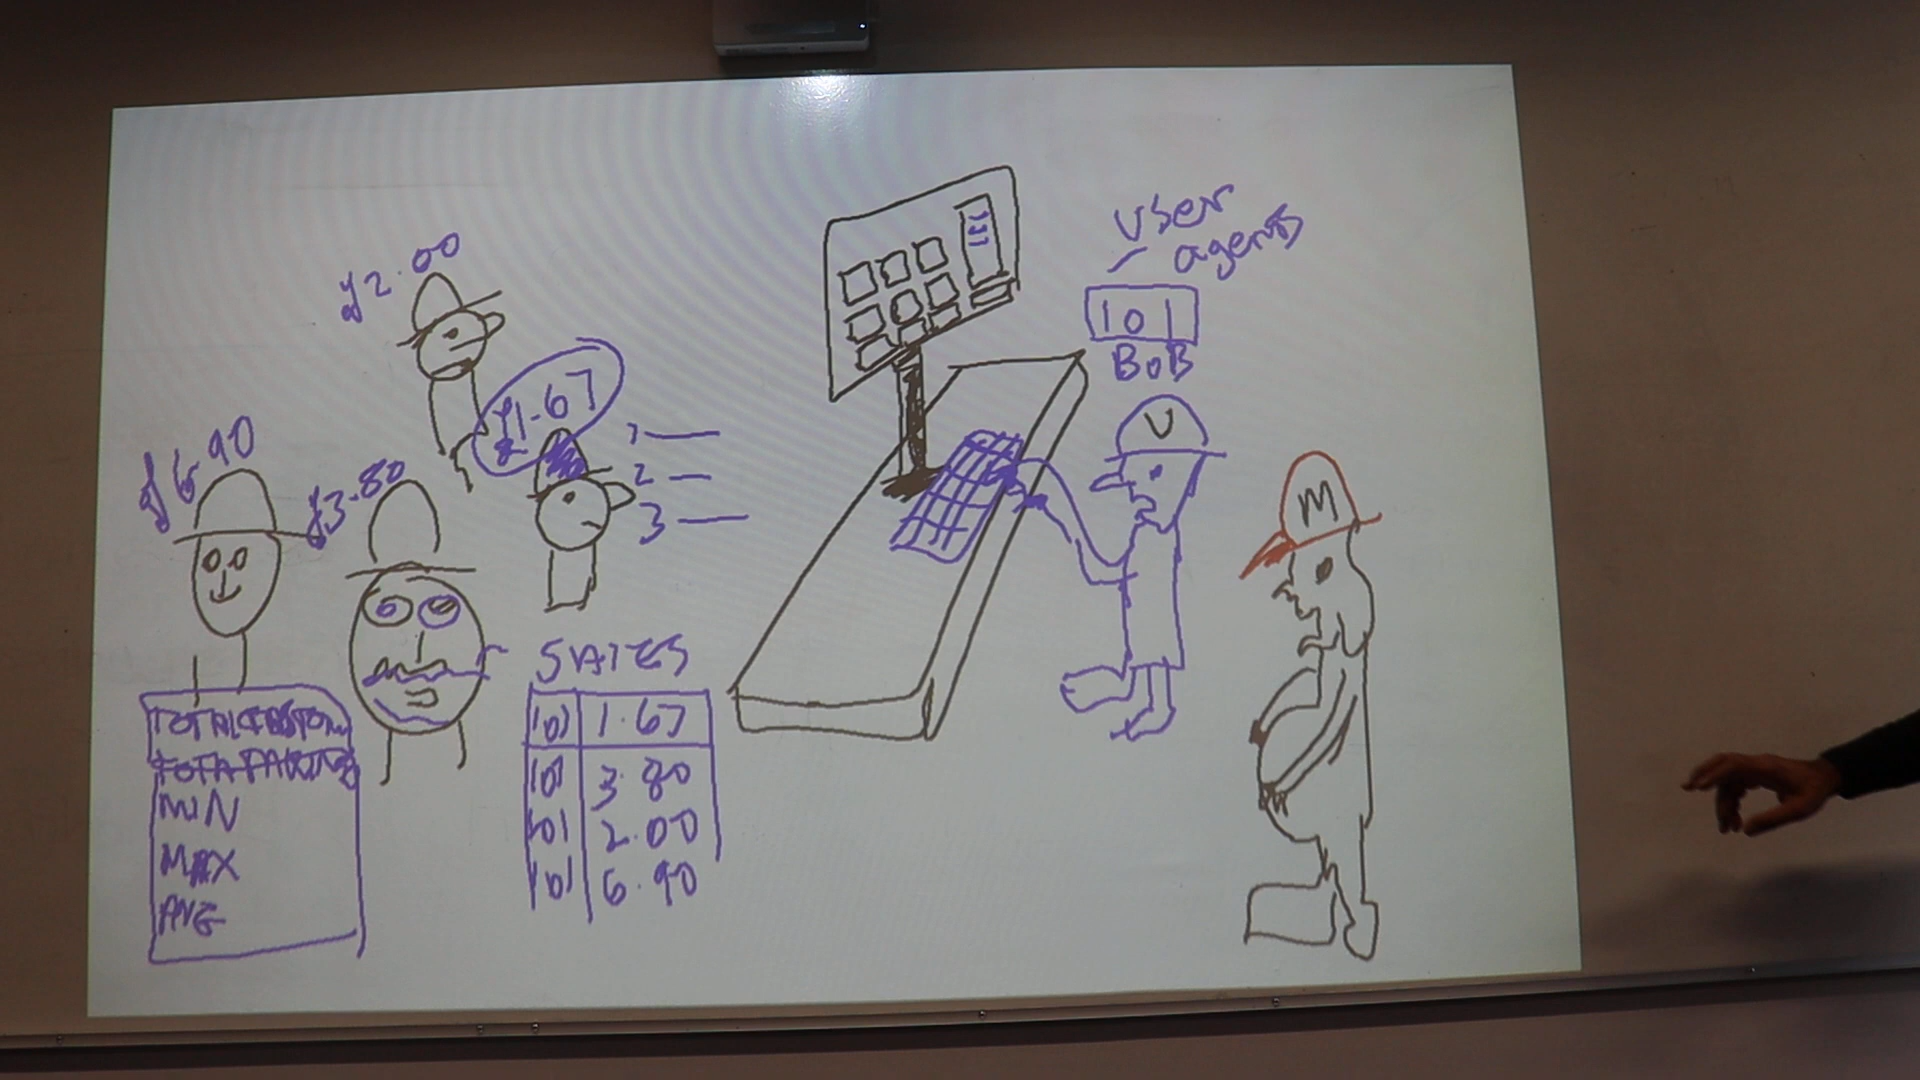 User
agents
101
BOB
U
M
£2.00
£1.67
£6.90
£3.80
1
2
3
SALES
101 1.67
101 3.80
101 2.00
101 6.90
MIN
MAX
AVG